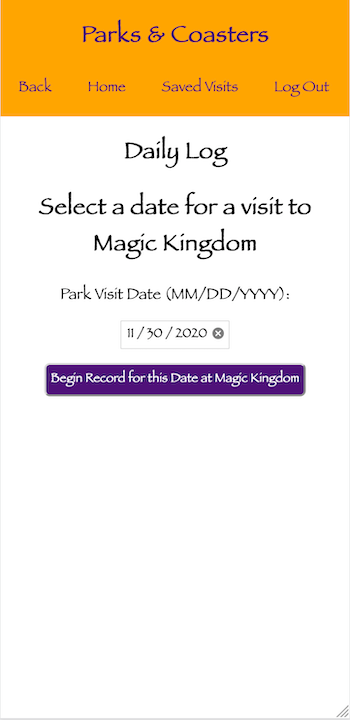 Parks & Coasters
Back Home Saved Visits Log Out
Daily Log
Select a date for a visit to
Magic Kingdom
Park Visit Date (MM/DD/YYYY):
11 / 30 / 2020
Begin Record for this Date at Magic Kingdom